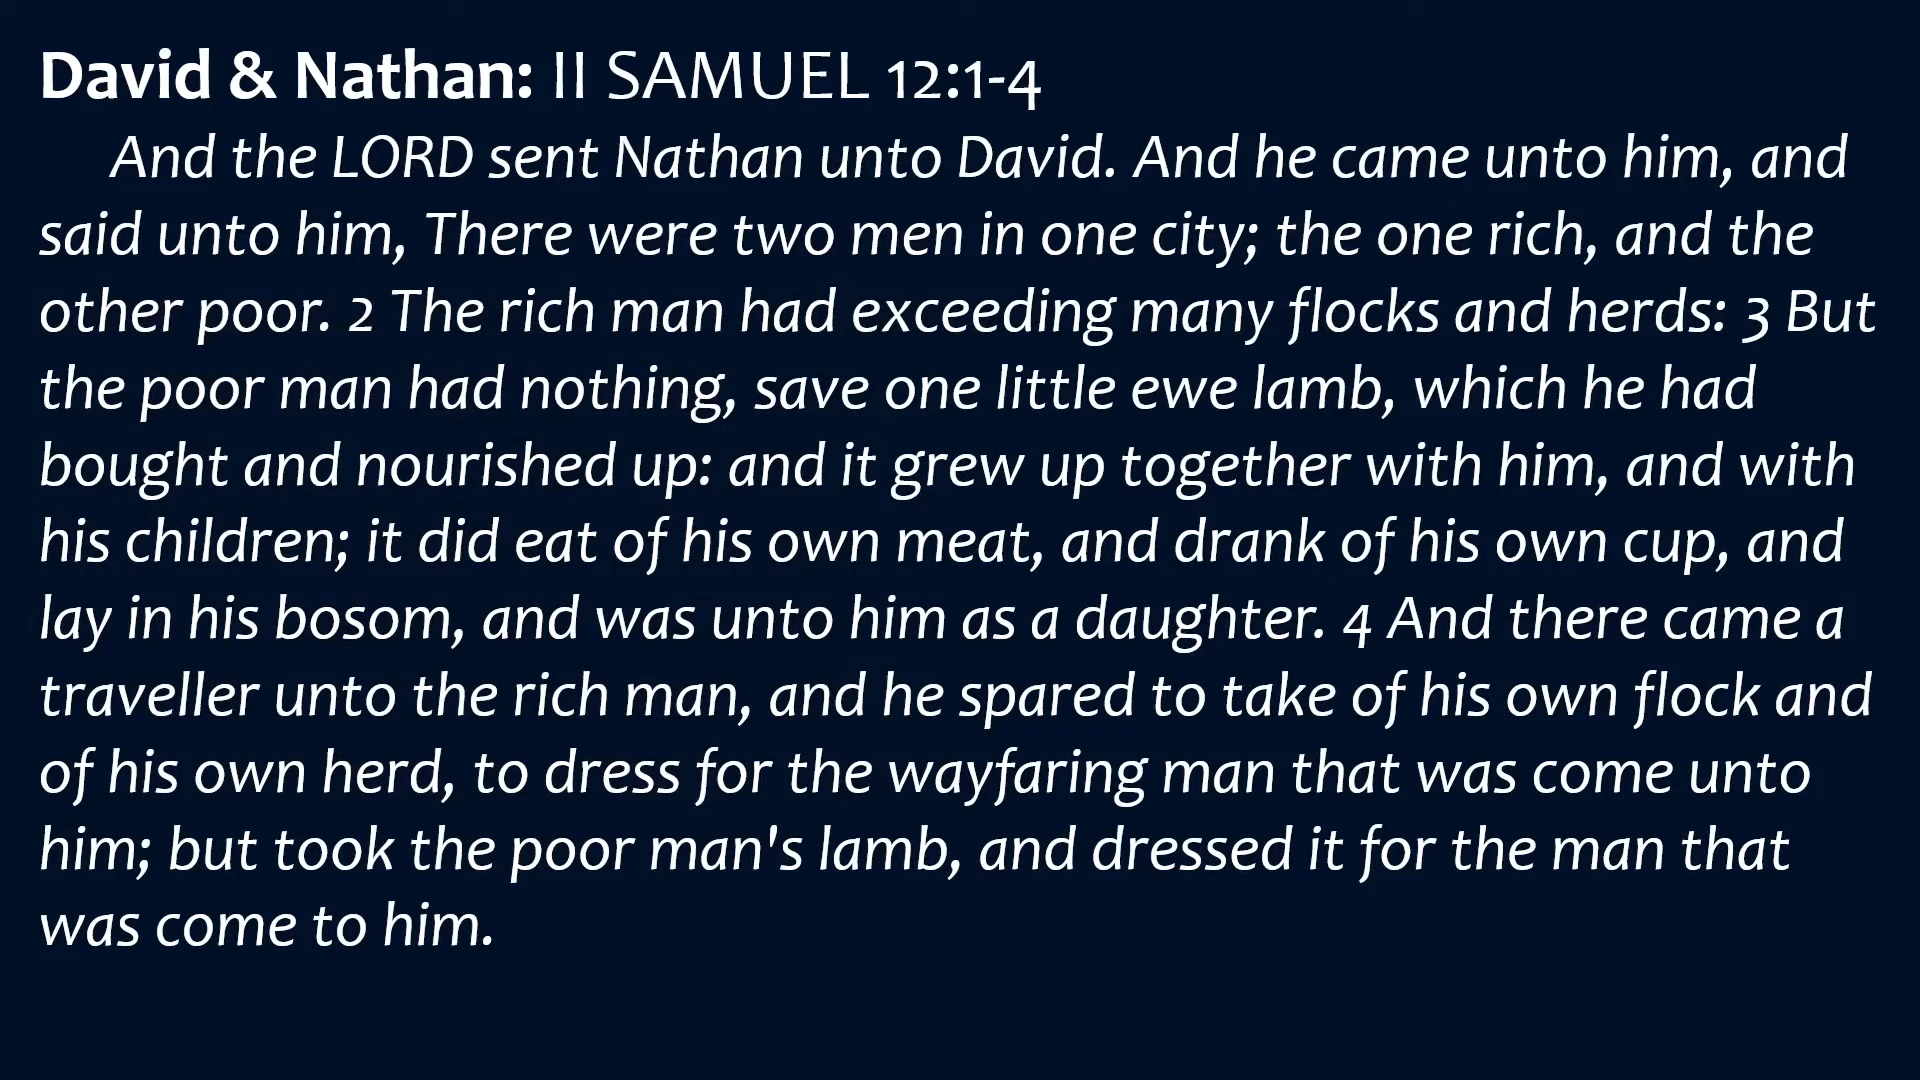 David & Nathan: II SAMUEL 12:1-4
And the LORD sent Nathan unto David. And he came unto him, and
said unto him, There were two men in one city; the one rich, and the
other poor. 2 The rich man had exceeding many flocks and herds: 3 But
the poor man had nothing, save one little ewe lamb, which he had
bought and nourished up: and it grew up together with him, and with
his children; it did eat of his own meat, and drank of his own cup, and
lay in his bosom, and was unto him as a daughter. 4 And there came a
traveller unto the rich man, and he spared to take of his own flock and
of his own herd, to dress for the wayfaring man that was come unto
him; but took the poor man's lamb, and dressed it for the man that
was come to him.